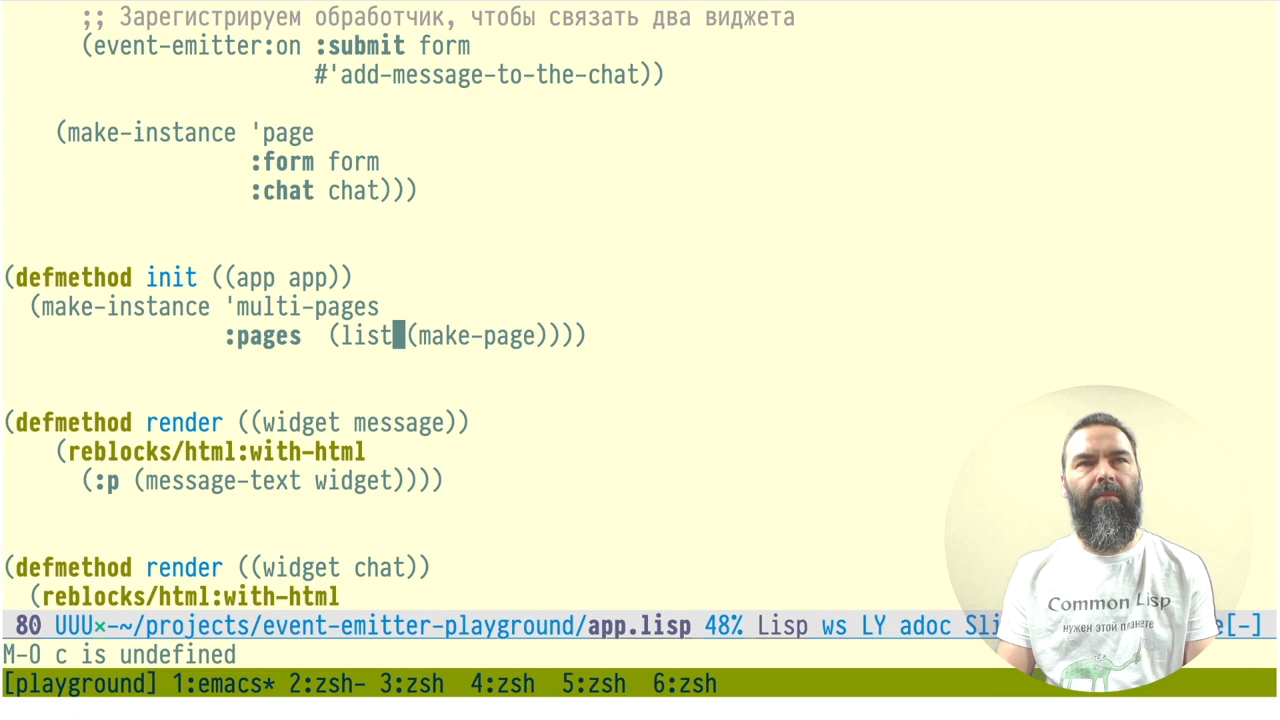 ;; Зарегистрируем обработчик, чтобы связать два виджета
(event-emitter:on :submit form
#'add-message-to-the-chat))
(make-instance 'page
:form form
:chat chat)))
(defmethod init ((app app))
(make-instance 'multi-pages
:pages (list (make-page))))
(defmethod render ((widget message))
(reblocks/html:with-html
(:p (message-text widget))))
(defmethod render ((widget chat))
(reblocks/html:with-html
80 UUU×-~/projects/event-emitter-playground/app.lisp 48% Lisp ws LY adoc Sli e[-]
M-O c is undefined
[playground] 1:emacs* 2:zsh- 3:zsh 4:zsh 5:zsh 6:zsh
Common Lisp
нужен этой планете